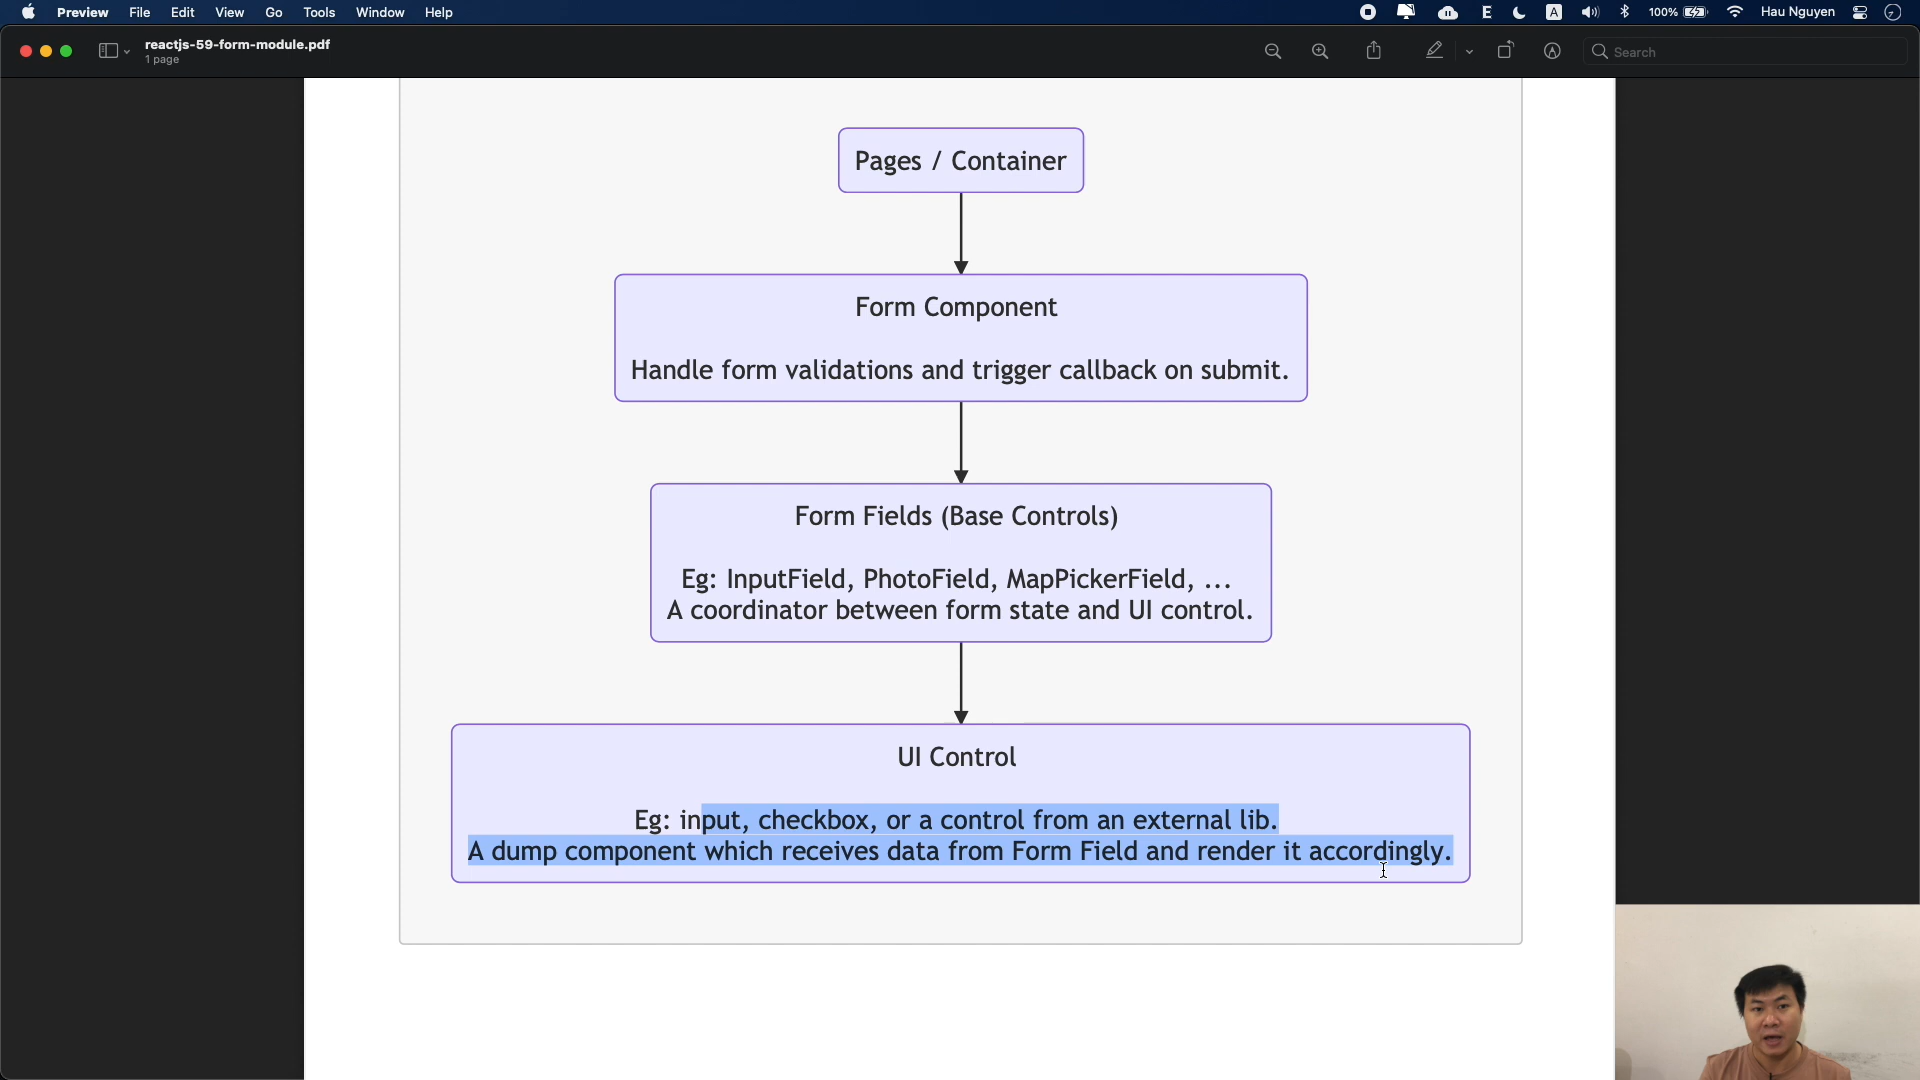 Preview File Edit View Go Tools Window Help
E
A
100%
Hau Nguyen
reactjs-59-form-module.pdf
1 page
Search
Pages / Container
Form Component
Handle form validations and trigger callback on submit.
Form Fields (Base Controls)
Eg: InputField, PhotoField, MapPickerField, ...
A coordinator between form state and UI control.
UI Control
Eg: input, checkbox, or a control from an external lib.
A dump component which receives data from Form Field and render it accordingly.